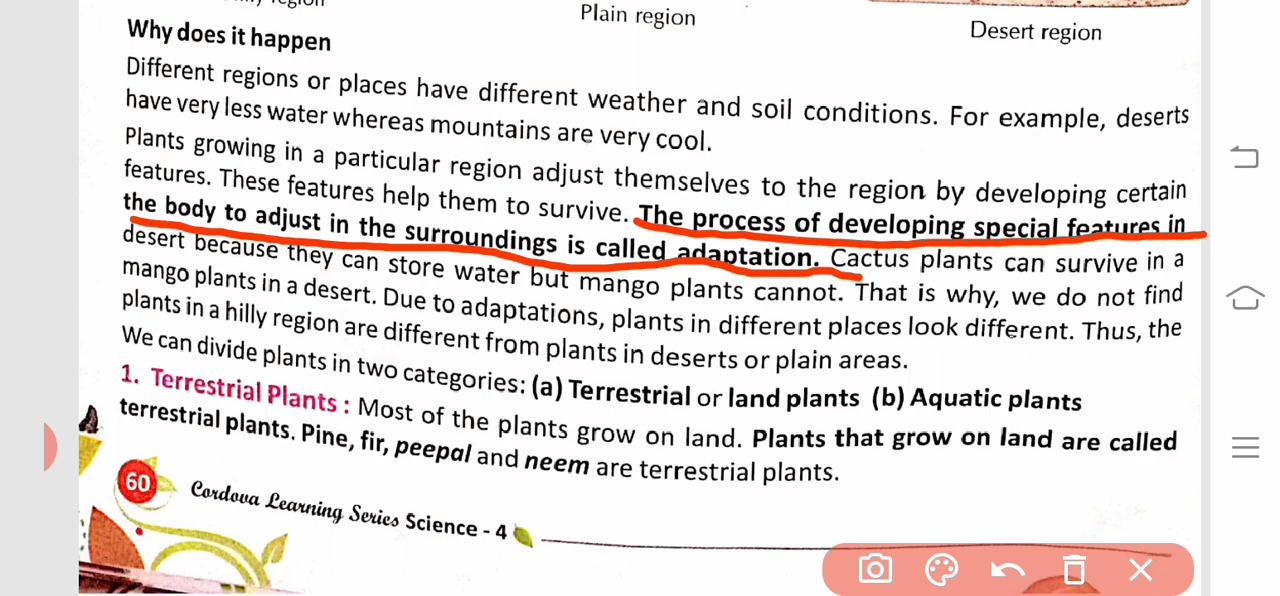 region
Plain region
Desert region
Why does it happen
Different regions or places have different weather and soil conditions. For example, deserts
have very less water whereas mountains are very cool.
Plants growing in a particular region adjust themselves to the region by developing certain
features. These features help them to survive. The process of developing special features in
the body to adjust in the surroundings is called adaptation. Cactus plants can survive in a
desert because they can store water but mango plants cannot. That is why, we do not find
mango plants in a desert. Due to adaptations, plants in different places look different. Thus, the
plants in a hilly region are different from plants in deserts or plain areas.
We can divide plants in two categories: (a) Terrestrial or land plants (b) Aquatic plants
1. Terrestrial Plants : Most of the plants grow on land. Plants that grow on land are called
terrestrial plants. Pine, fir, peepal and neem are terrestrial plants.
60
Cordova Learning Series Science - 4